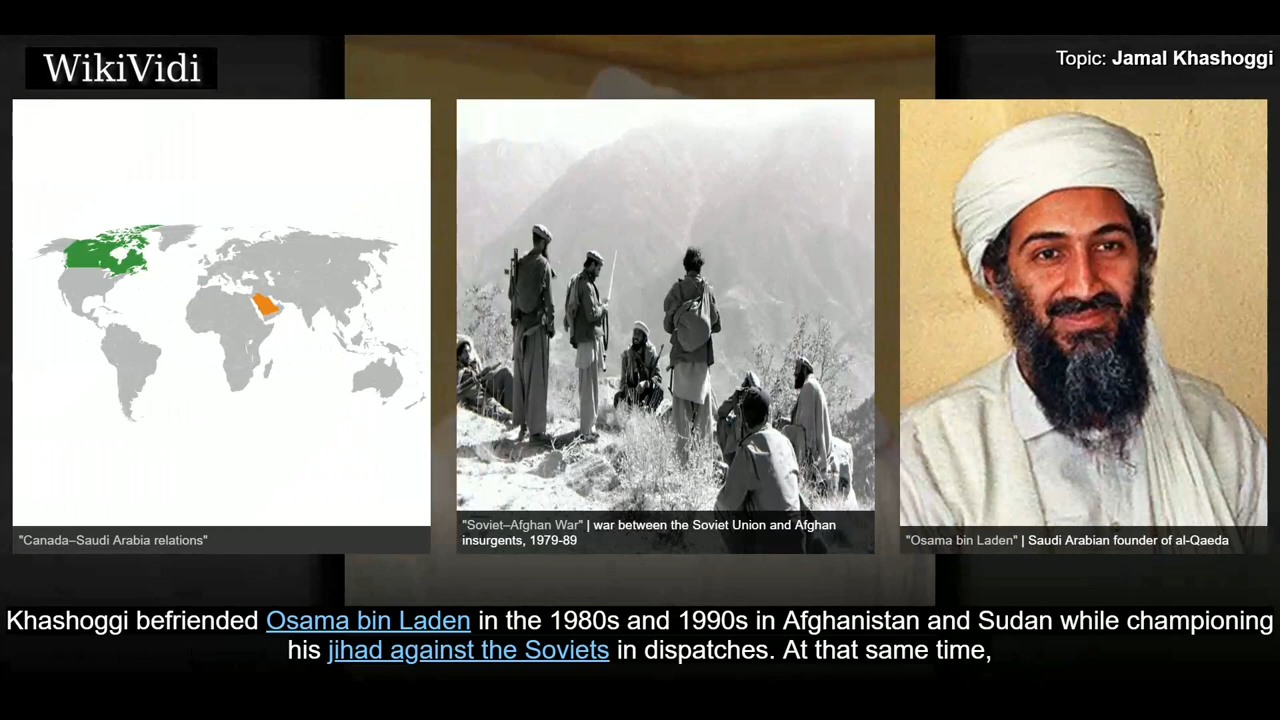 WikiVidi
Topic: Jamal Khashoggi
"Canada–Saudi Arabia relations"
"Soviet–Afghan War" | war between the Soviet Union and Afghan
insurgents, 1979-89
"Osama bin Laden" | Saudi Arabian founder of al-Qaeda
Khashoggi befriended Osama bin Laden in the 1980s and 1990s in Afghanistan and Sudan while championing
his jihad against the Soviets in dispatches. At that same time,